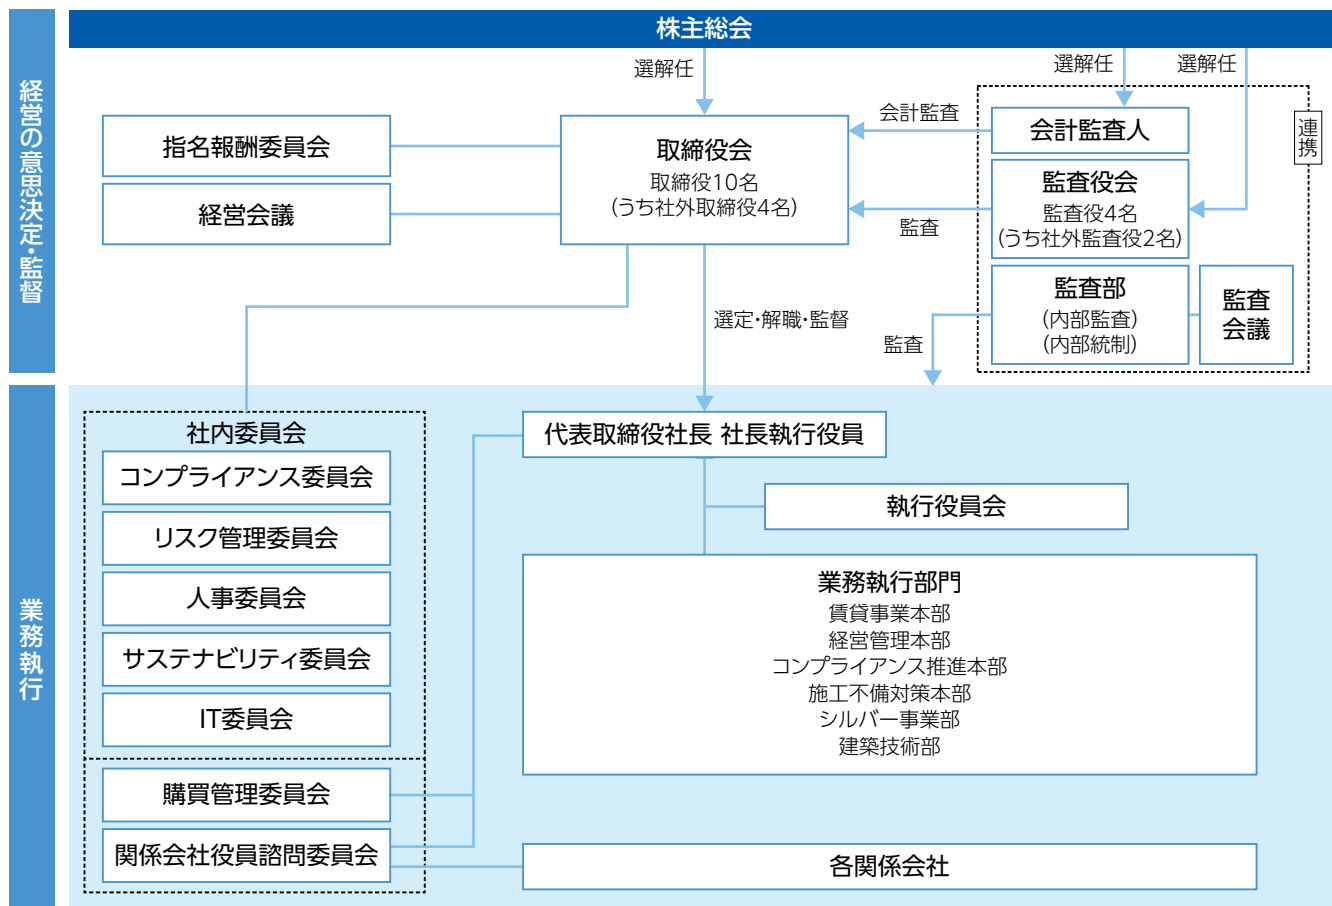 経営の意思決定・監督
株主総会
選解任
選解任
選解任
指名報酬委員会
経営会議
取締役会
取締役10名
(うち社外取締役4名)
会計監査
監査
会計監査人
連携
監査役会
監査役4名
(うち社外監査役2名)
監査部
(内部監査)
(内部統制)
監査
会議
選定・解職・監督
監査
業務執行
社内委員会
コンプライアンス委員会
リスク管理委員会
人事委員会
サステナビリティ委員会
IT委員会
購買管理委員会
関係会社役員諮問委員会
代表取締役社長 社長執行役員
執行役員会
業務執行部門
賃貸事業本部
経営管理本部
コンプライアンス推進本部
施工不備対策本部
シルバー事業部
建築技術部
各関係会社